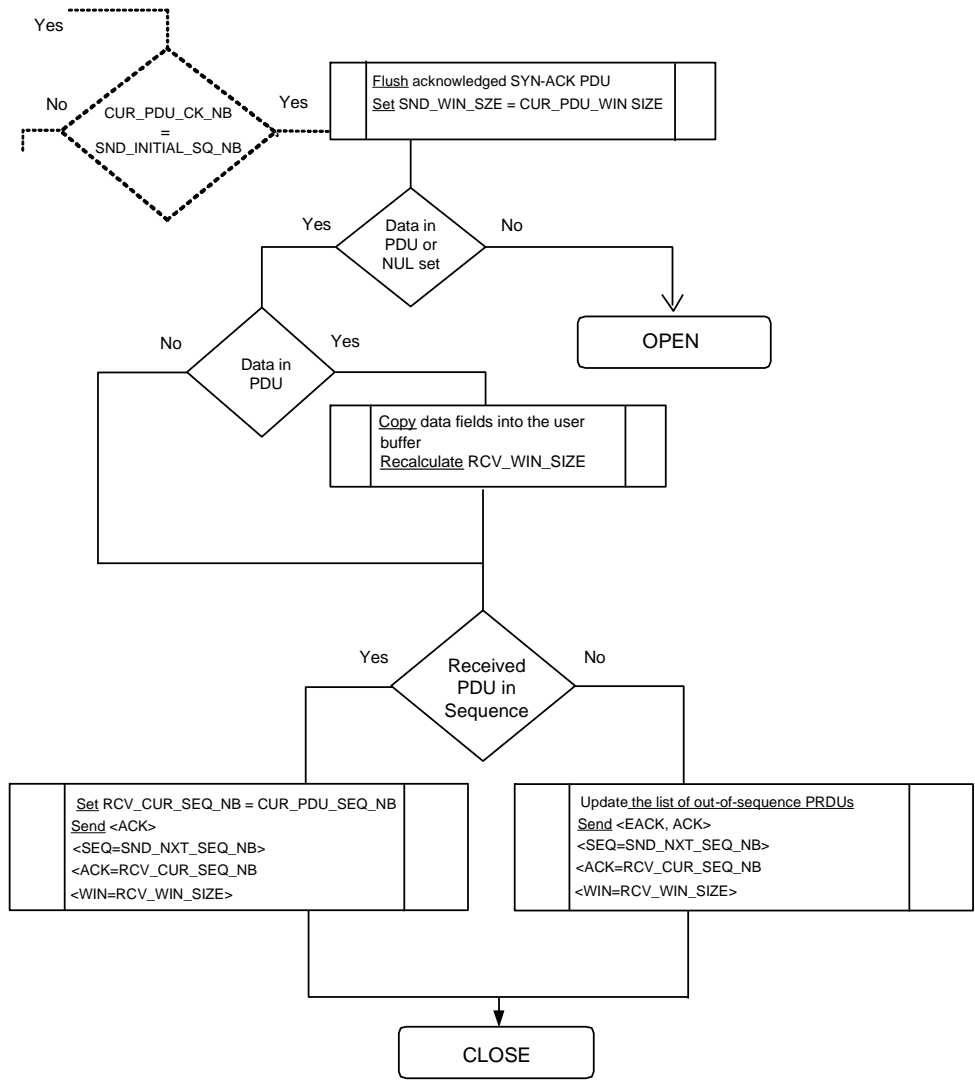 Yes
No
CUR_PDU_CK_NB
=
SND_INITIAL_SQ_NB
Yes
Flush acknowledged SYN-ACK PDU
Set SND_WIN_SZE = CUR_PDU_WIN SIZE
Yes
Data in
PDU or
NUL set
No
OPEN
No
Data in
PDU
Yes
Copy data fields into the user
buffer
Recalculate RCV_WIN_SIZE
Yes
Received
PDU in
Sequence
No
Set RCV_CUR_SEQ_NB = CUR_PDU_SEQ_NB
Send <ACK>
<SEQ=SND_NXT_SEQ_NB>
<ACK=RCV_CUR_SEQ_NB
<WIN=RCV_WIN_SIZE>
Update the list of out-of-sequence PRDUs
Send <EACK, ACK>
<SEQ=SND_NXT_SEQ_NB>
<ACK=RCV_CUR_SEQ_NB
<WIN=RCV_WIN_SIZE>
CLOSE